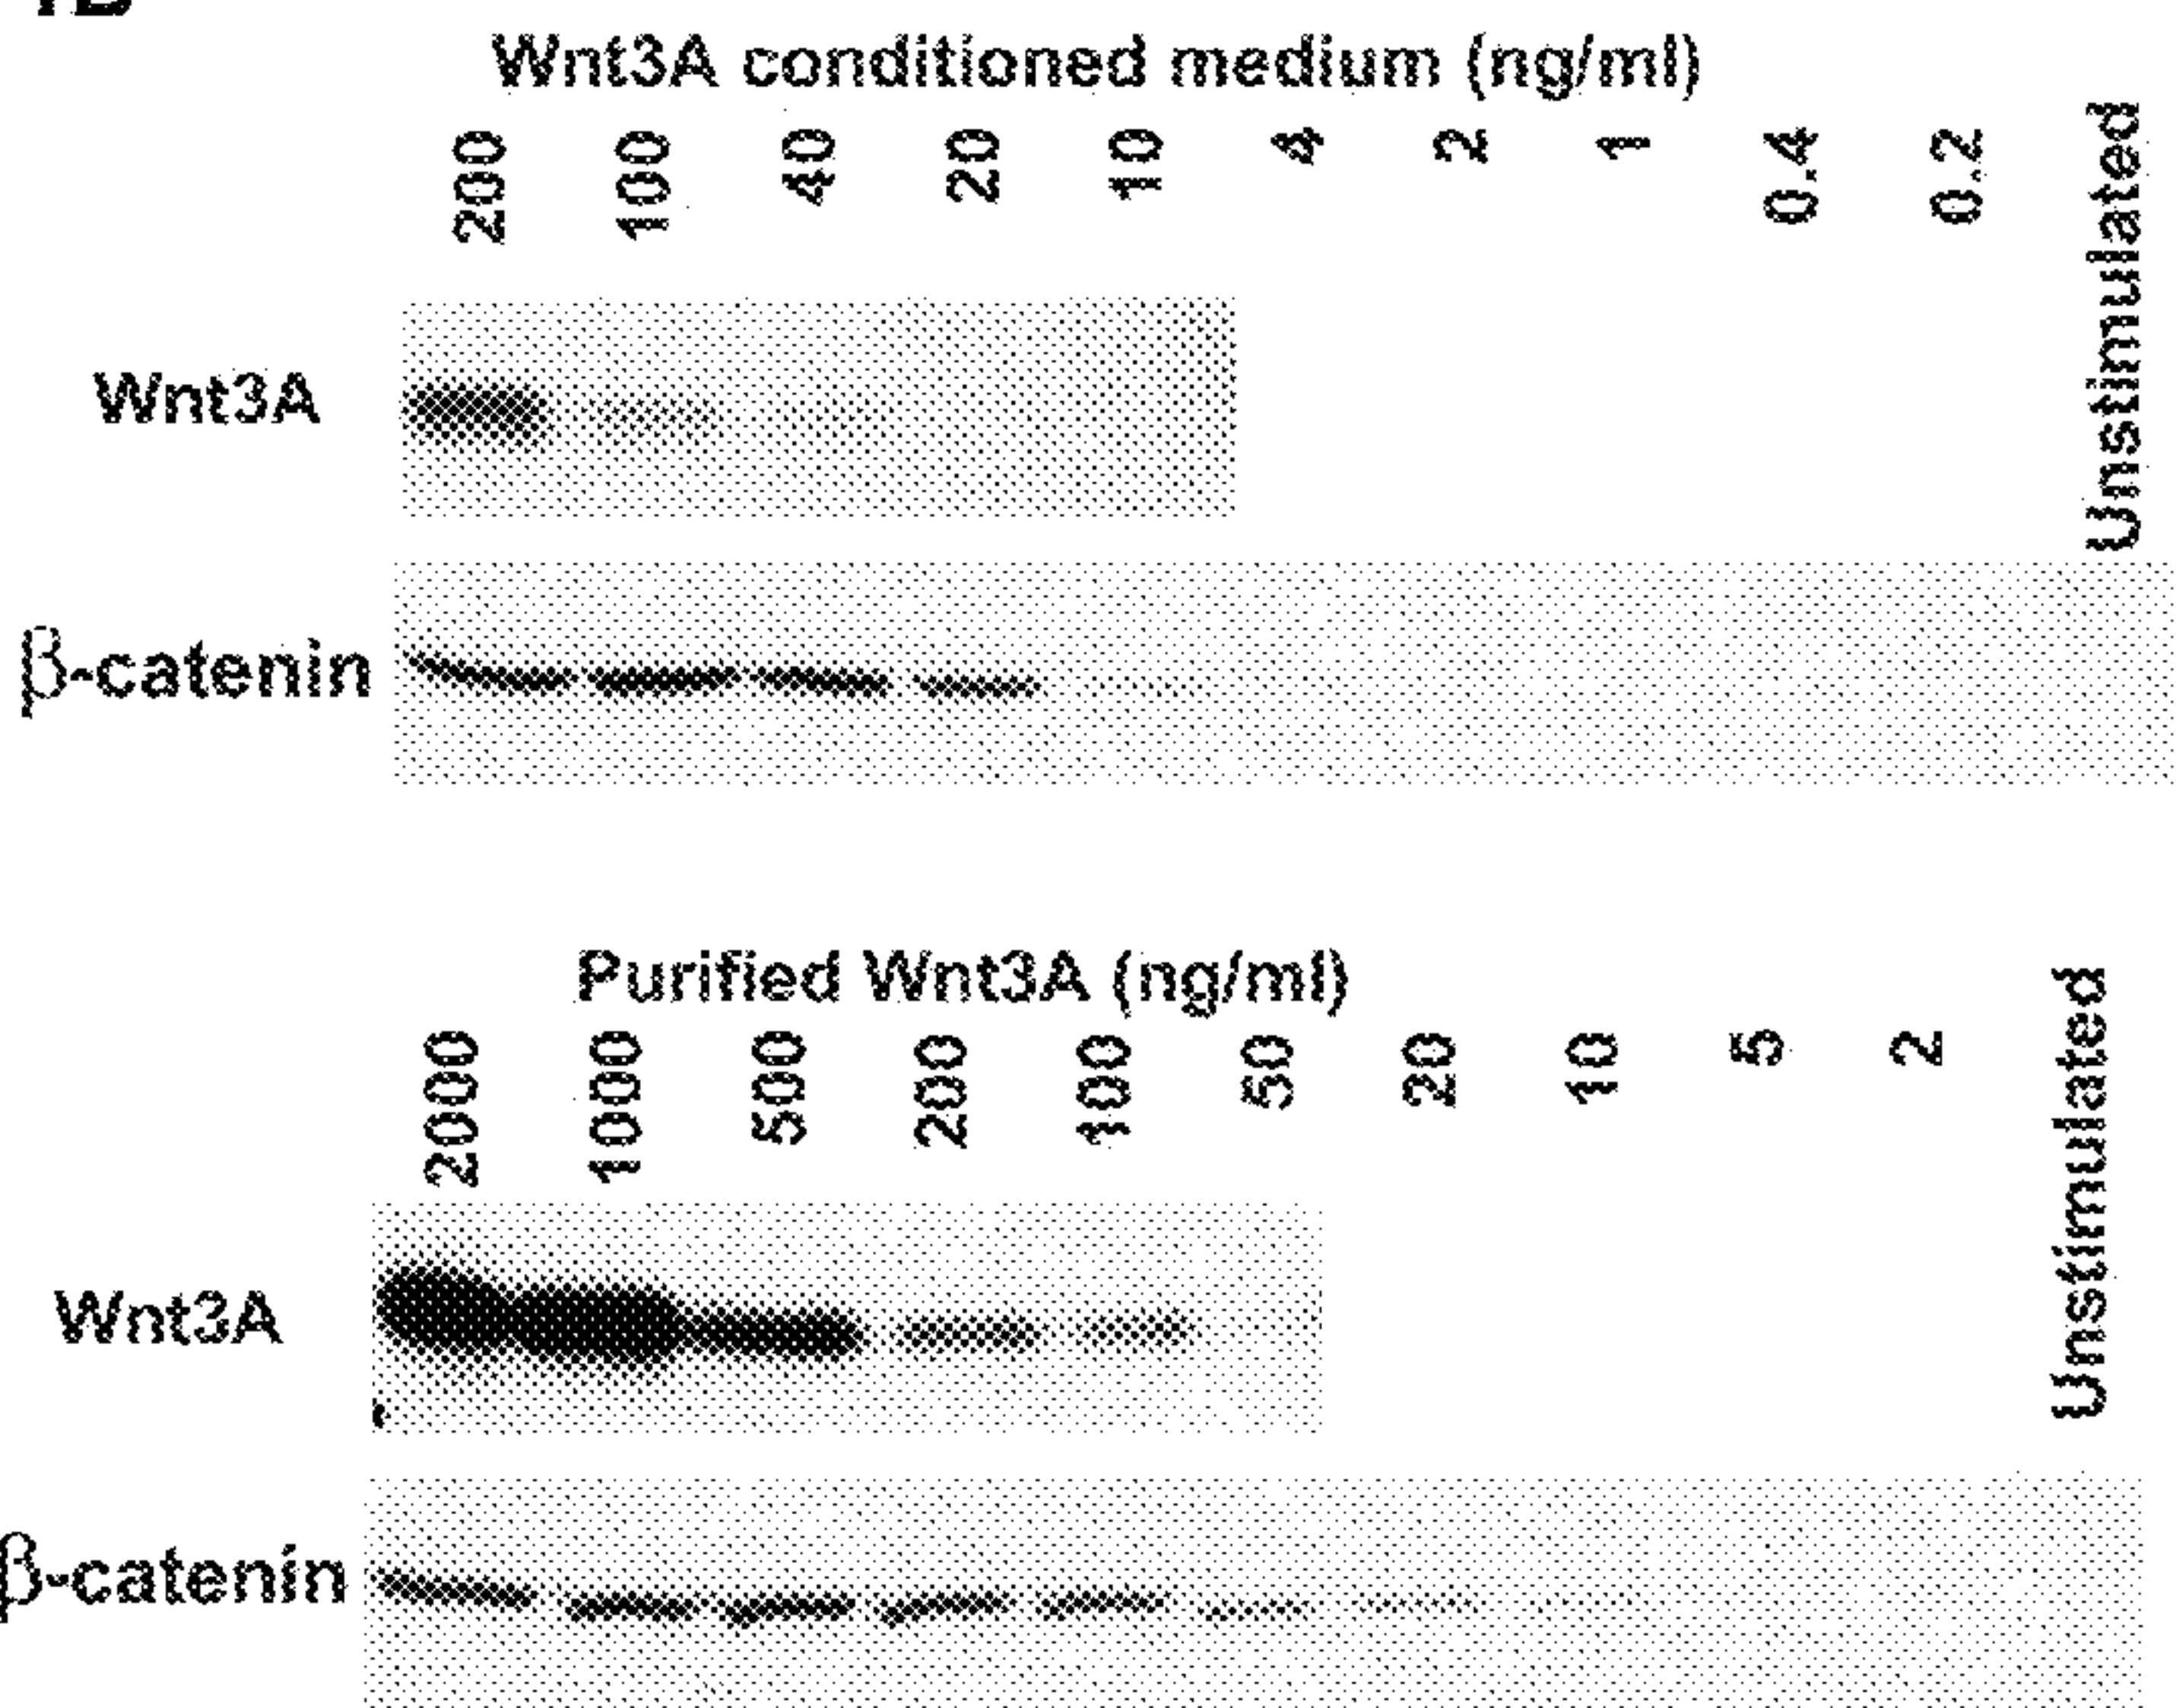 Wnt3A conditioned medium (ng/ml)
200 100 40 20 10 4 2 1 0.4 0.2 Unstimulated
Wnt3A
β-catenin
Purified Wnt3A (ng/ml)
2000 1000 500 200 100 50 20 10 5 2 Unstimulated
Wnt3A
β-catenin